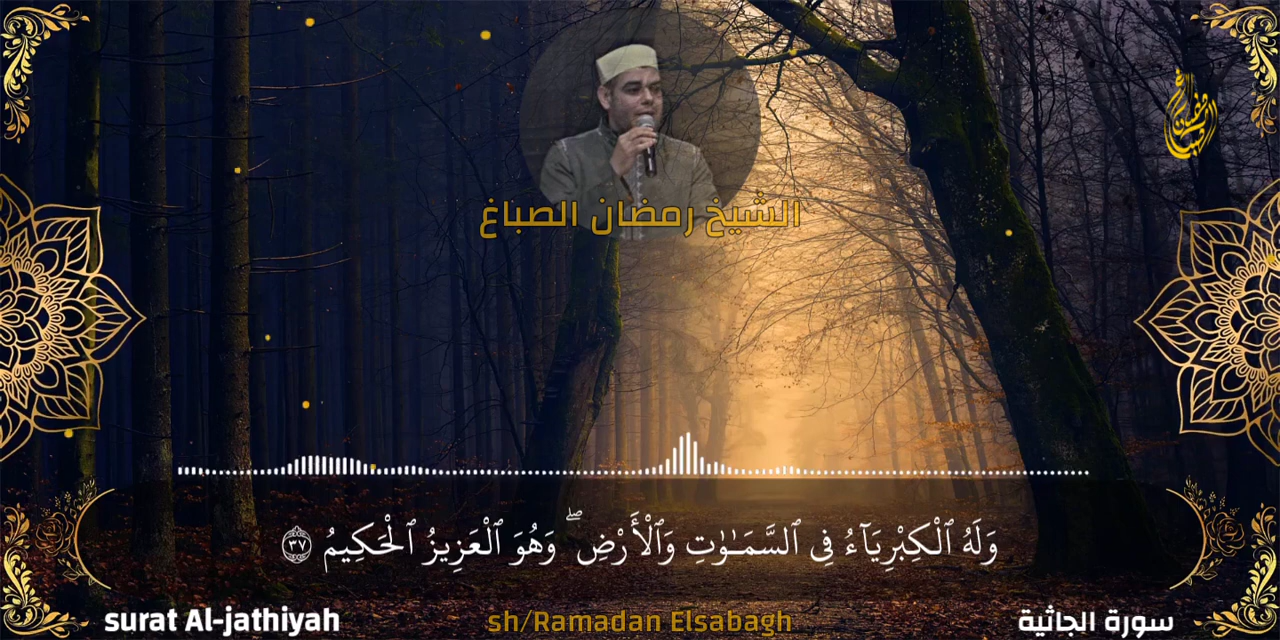 الشيخ رمضان الصباغ
وَلَهُ ٱلْكِبْرِيَآءُ فِى ٱلسَّمَـٰوَٰتِ وَٱلْأَرْضِ ۖ وَهُوَ ٱلْعَزِيزُ ٱلْحَكِيمُ ٣٧
surat Al-jathiyah
sh/Ramadan Elsabagh
سورة الجاثية